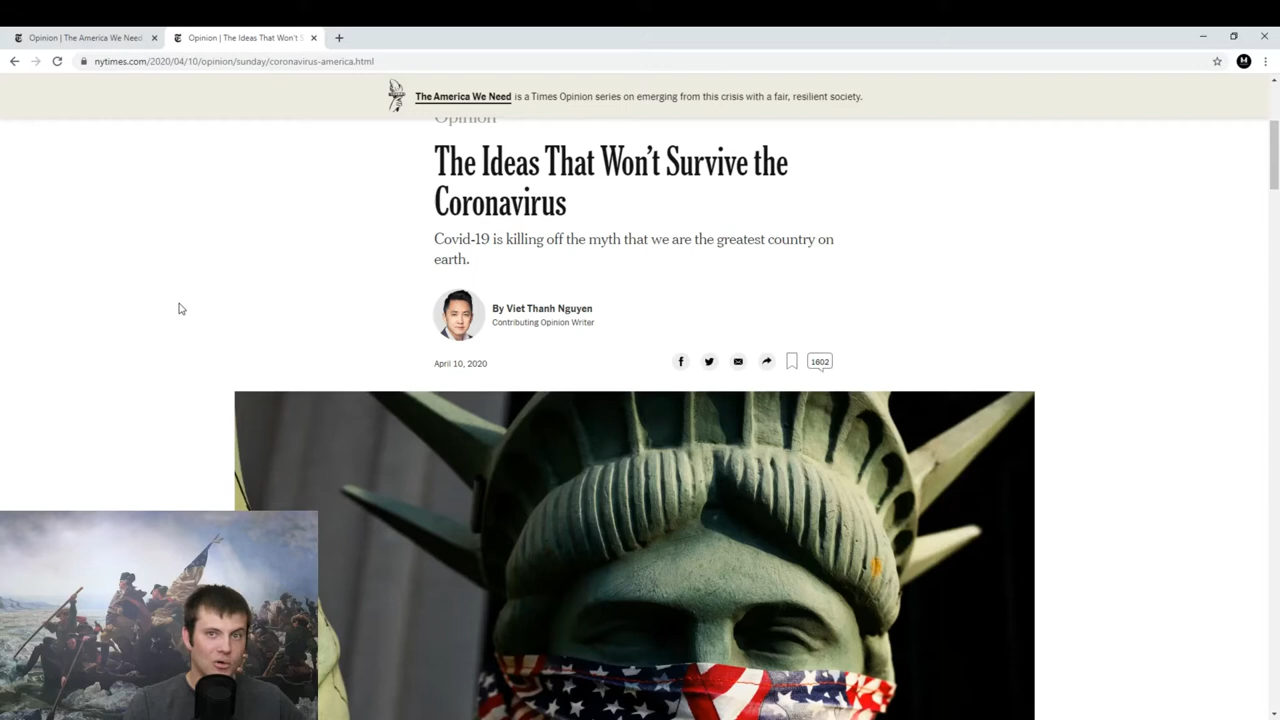 Opinion | The America We Need
Opinion | The Ideas That Won't S
nytimes.com/2020/04/10/opinion/sunday/coronavirus-america.html
The America We Need is a Times Opinion series on emerging from this crisis with a fair, resilient society.
Opinion
The Ideas That Won't Survive the
Coronavirus
Covid-19 is killing off the myth that we are the greatest country on
earth.
By Viet Thanh Nguyen
Contributing Opinion Writer
April 10, 2020
1602